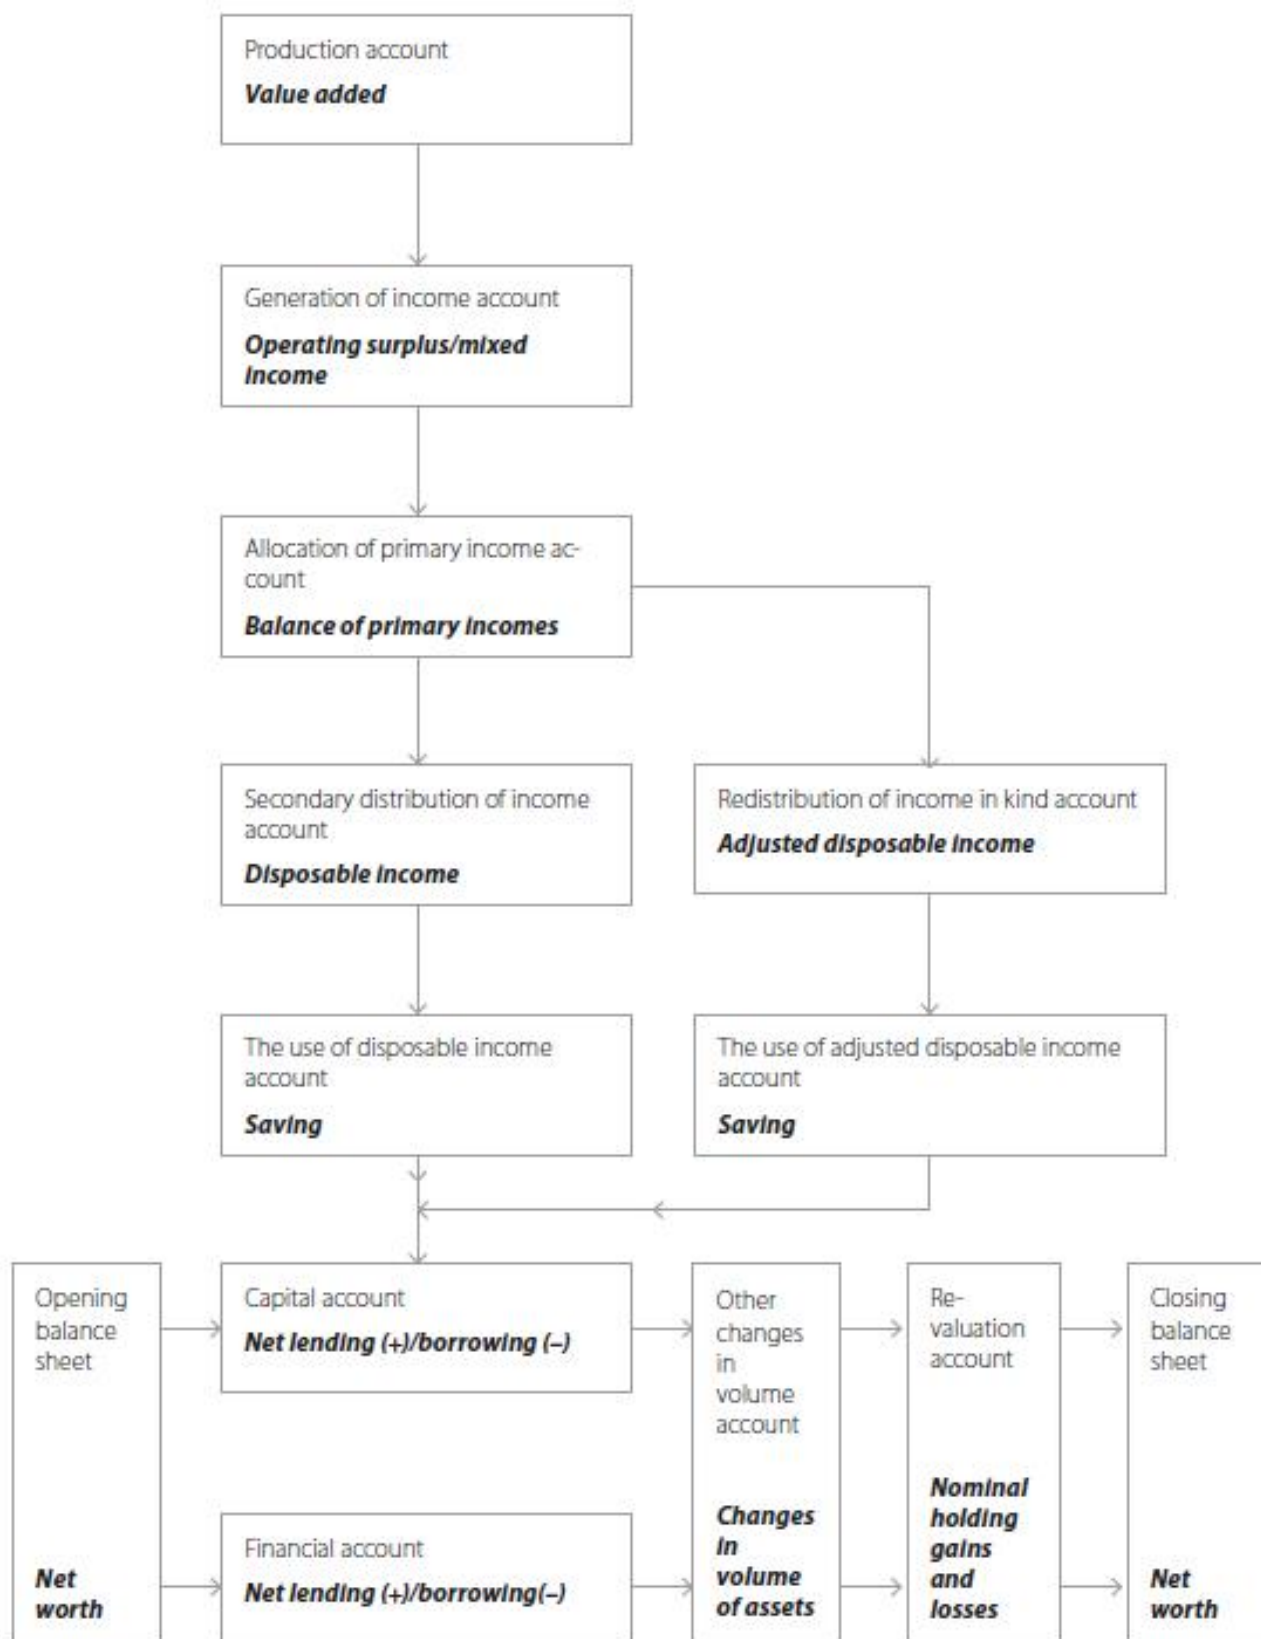 Production account
Value added
Generation of income account
Operating surplus/mixed
income
Allocation of primary income ac-
count
Balance of primary incomes
Secondary distribution of income
account
Disposable income
Redistribution of income in kind account
Adjusted disposable income
The use of disposable income
account
Saving
The use of adjusted disposable income
account
Saving
Opening
balance
sheet
Net
worth
Capital account
Net lending (+)/borrowing (–)
Financial account
Net lending (+)/borrowing(–)
Other
changes
in
volume
account
Changes
in
volume
of assets
Re-
valuation
account
Nominal
holding
gains
and
losses
Closing
balance
sheet
Net
worth